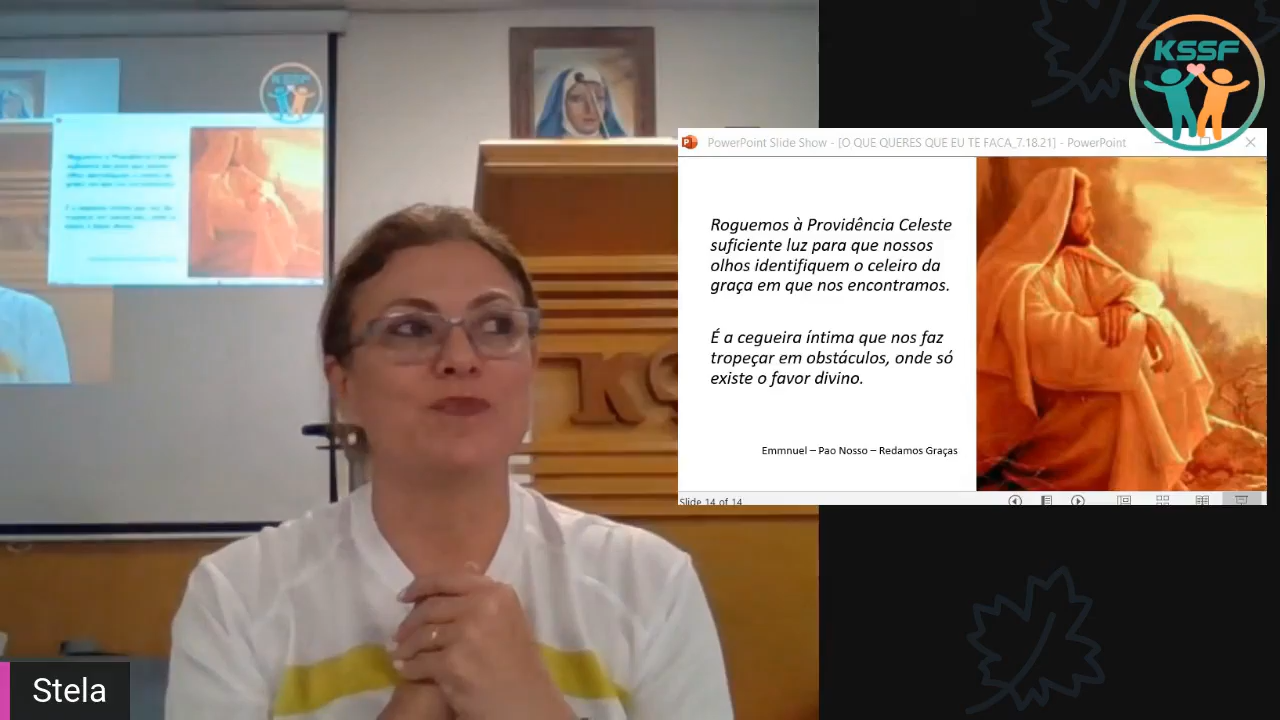 KSSF
PowerPoint Slide Show - [O QUE QUERES QUE EU TE FACA_7.18.21] - PowerPoint
Roguemos à Providência Celeste
suficiente luz para que nossos
olhos identifiquem o celeiro da
graça em que nos encontramos.
É a cegueira íntima que nos faz
tropeçar em obstáculos, onde só
existe o favor divino.
Emmnuel – Pao Nosso – Redamos Graças
Slide 14 of 14
KSSF
KS
Stela